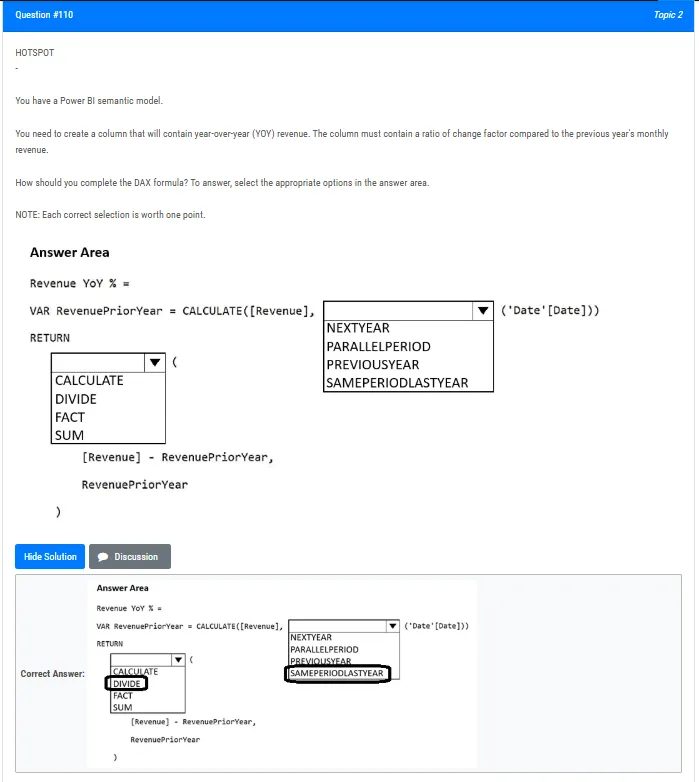 Question #110
Topic 2
HOTSPOT
-
You have a Power BI semantic model.
You need to create a column that will contain year-over-year (YOY) revenue. The column must contain a ratio of change factor compared to the previous year's monthly
revenue.
How should you complete the DAX formula? To answer, select the appropriate options in the answer area.
NOTE: Each correct selection is worth one point.
Answer Area
Revenue YoY % =
VAR RevenuePriorYear = CALCULATE([Revenue],
('Date'[Date]))
NEXTYEAR
PARALLELPERIOD
PREVIOUSYEAR
SAMEPERIODLASTYEAR
RETURN
(
CALCULATE
DIVIDE
FACT
SUM
[Revenue] - RevenuePriorYear,
RevenuePriorYear
)
Hide Solution
Discussion
Correct Answer:
Answer Area
Revenue YoY % =
VAR RevenuePriorYear = CALCULATE([Revenue],
('Date'[Date]))
NEXTYEAR
PARALLELPERIOD
PREVIOUSYEAR
SAMEPERIODLASTYEAR
RETURN
(
CALCULATE
DIVIDE
FACT
SUM
[Revenue] - RevenuePriorYear,
RevenuePriorYear
)